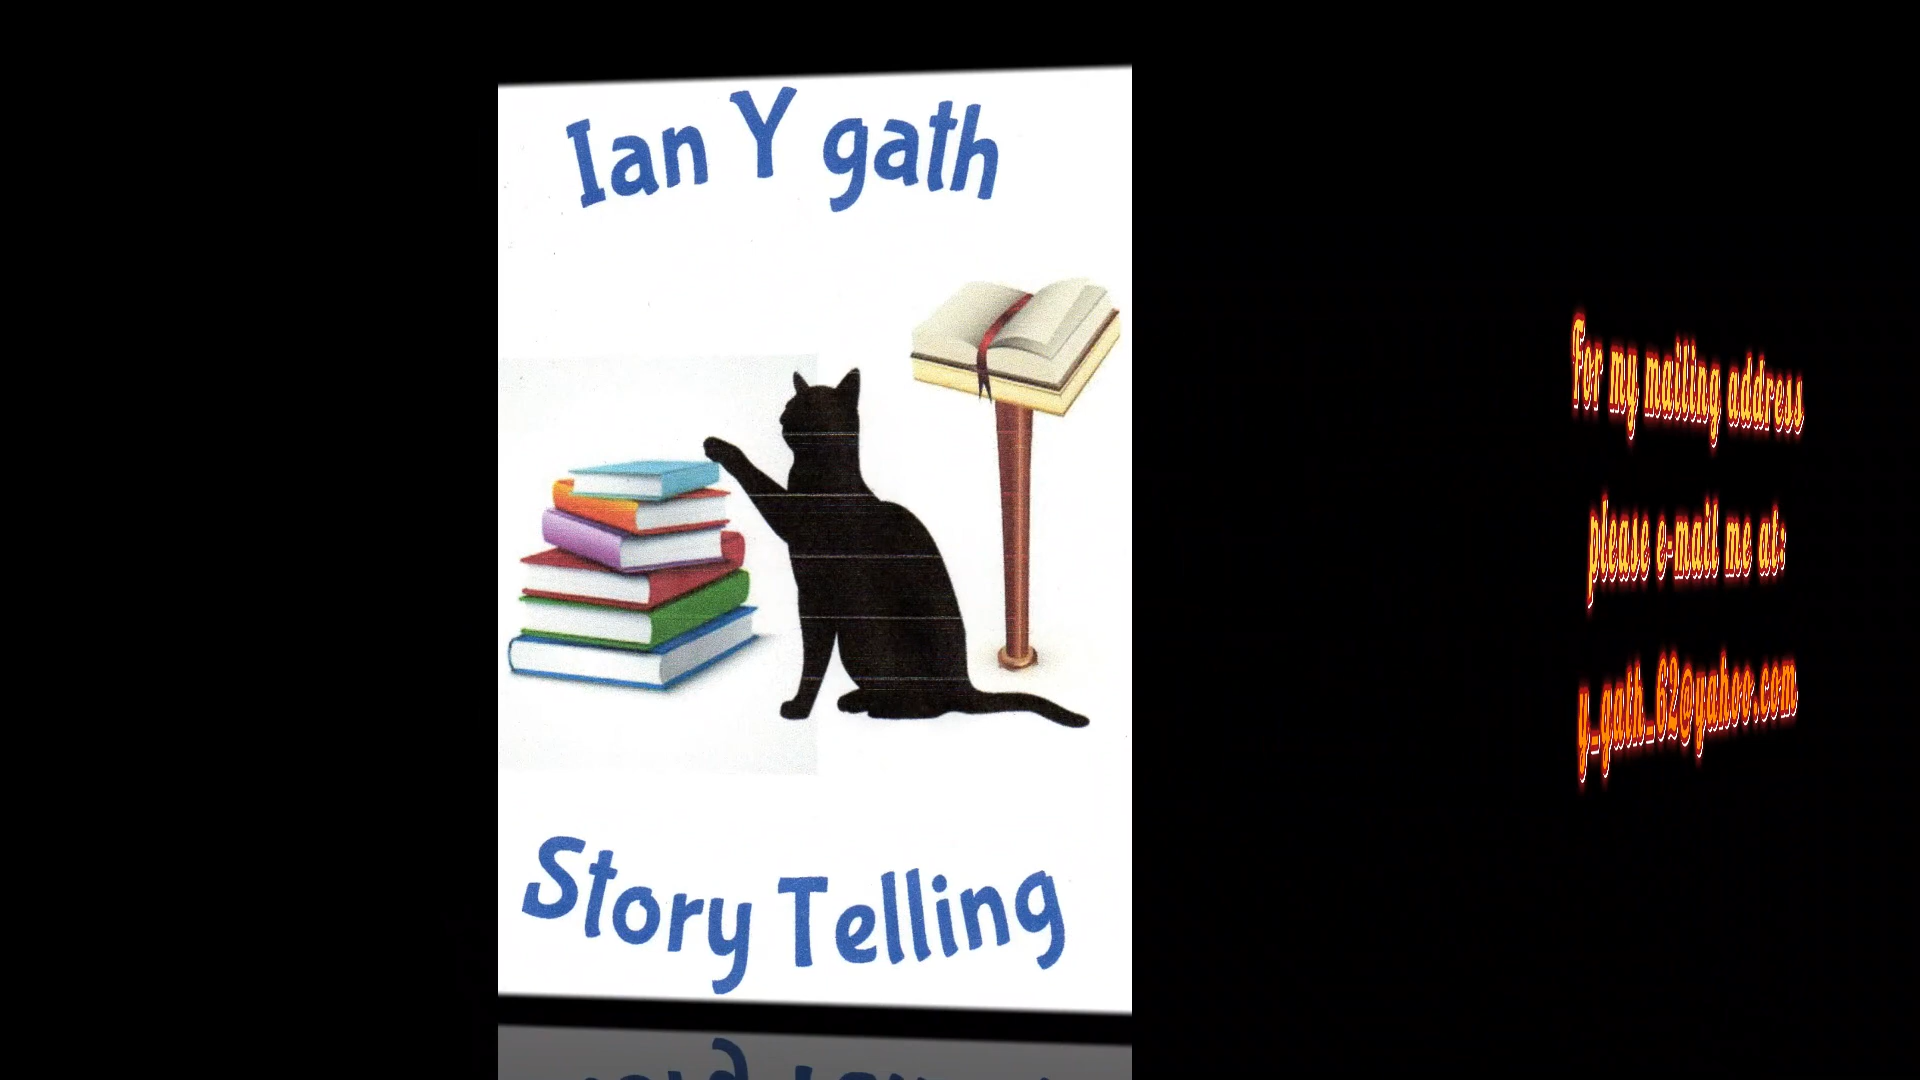 Ian Y gath
Story Telling
For my mailing address
please e-mail me at:
y_gath_62@yahoo.com